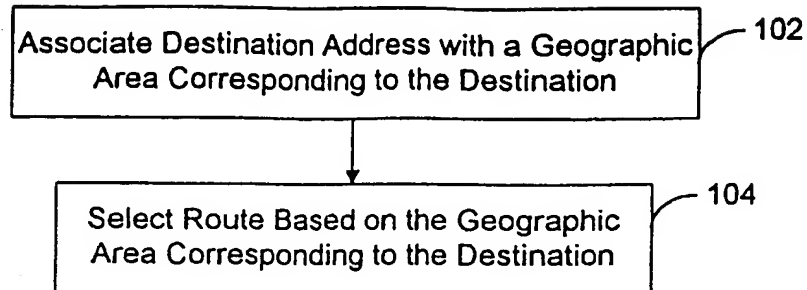 Associate Destination Address with a Geographic
Area Corresponding to the Destination
102
Select Route Based on the Geographic
Area Corresponding to the Destination
104